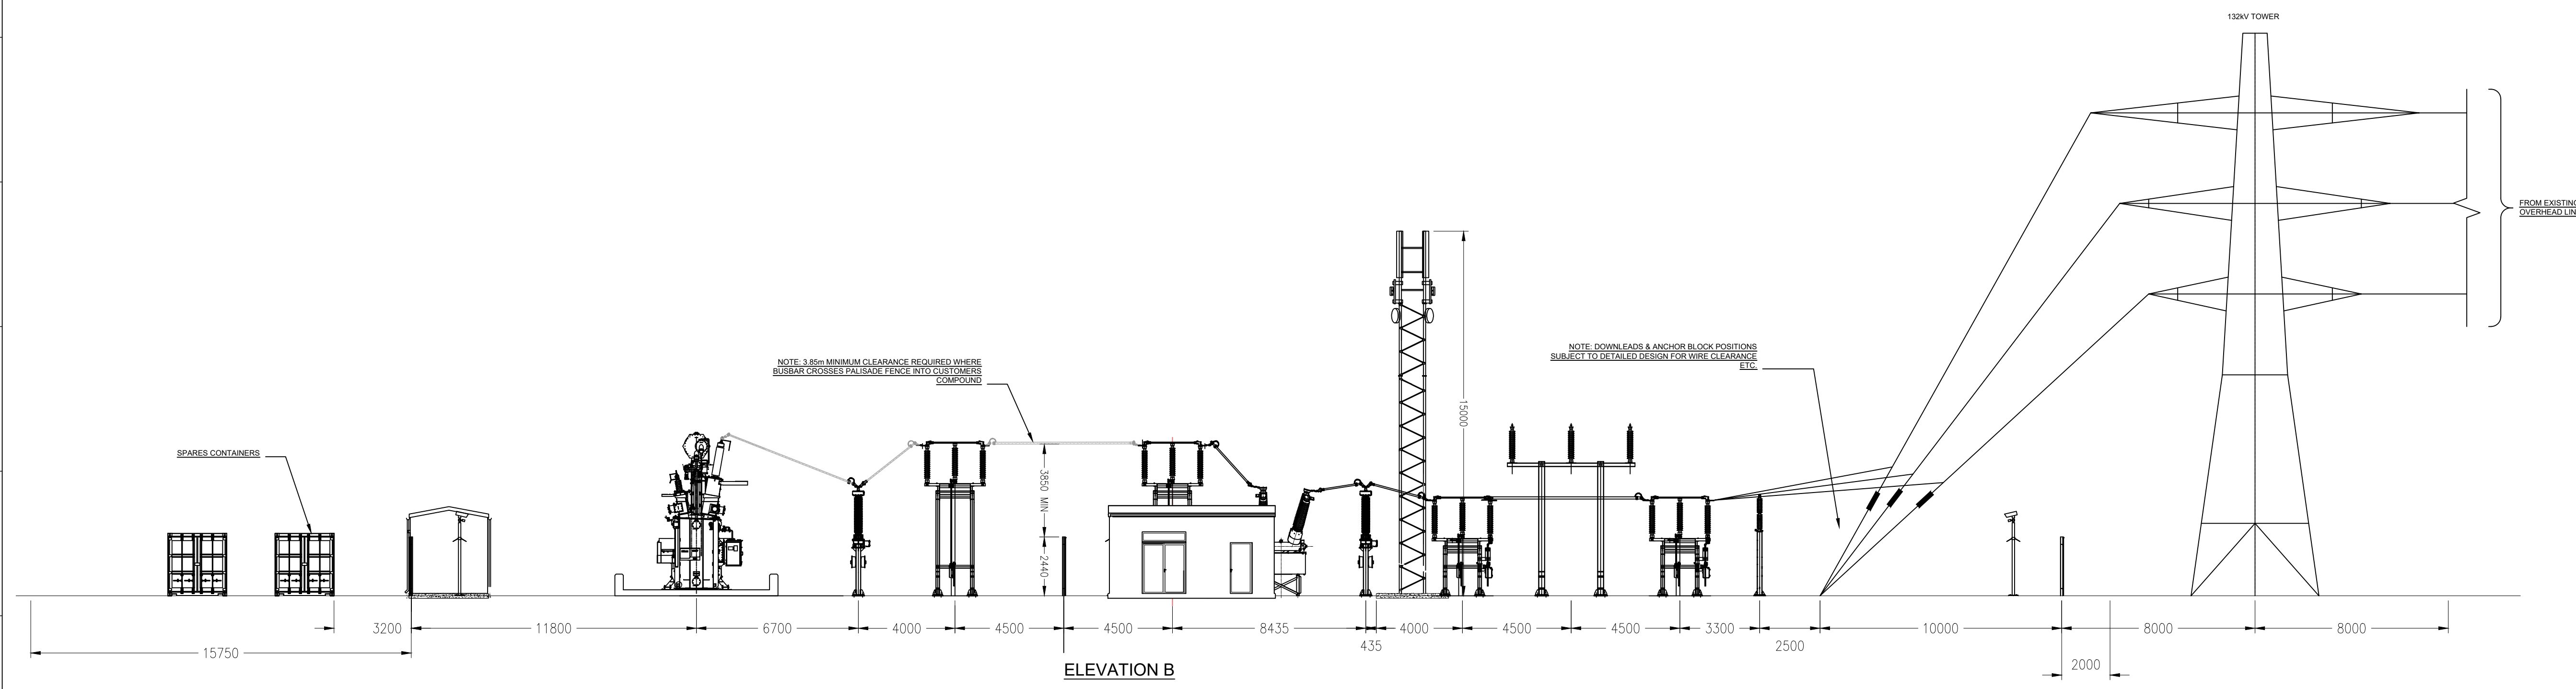 132kV TOWER
FROM EXISTING
OVERHEAD LIN
NOTE: DOWNLEADS & ANCHOR BLOCK POSITIONS
SUBJECT TO DETAILED DESIGN FOR WIRE CLEARANCE
ETC.
NOTE: 3.85m MINIMUM CLEARANCE REQUIRED WHERE
BUSBAR CROSSES PALISADE FENCE INTO CUSTOMERS
COMPOUND
SPARES CONTAINERS
15000
3850 MIN
2440
3200
11800
6700
4000
4500
4500
8435
435
4000
4500
4500
3300
2500
10000
8000
8000
15750
2000
ELEVATION B